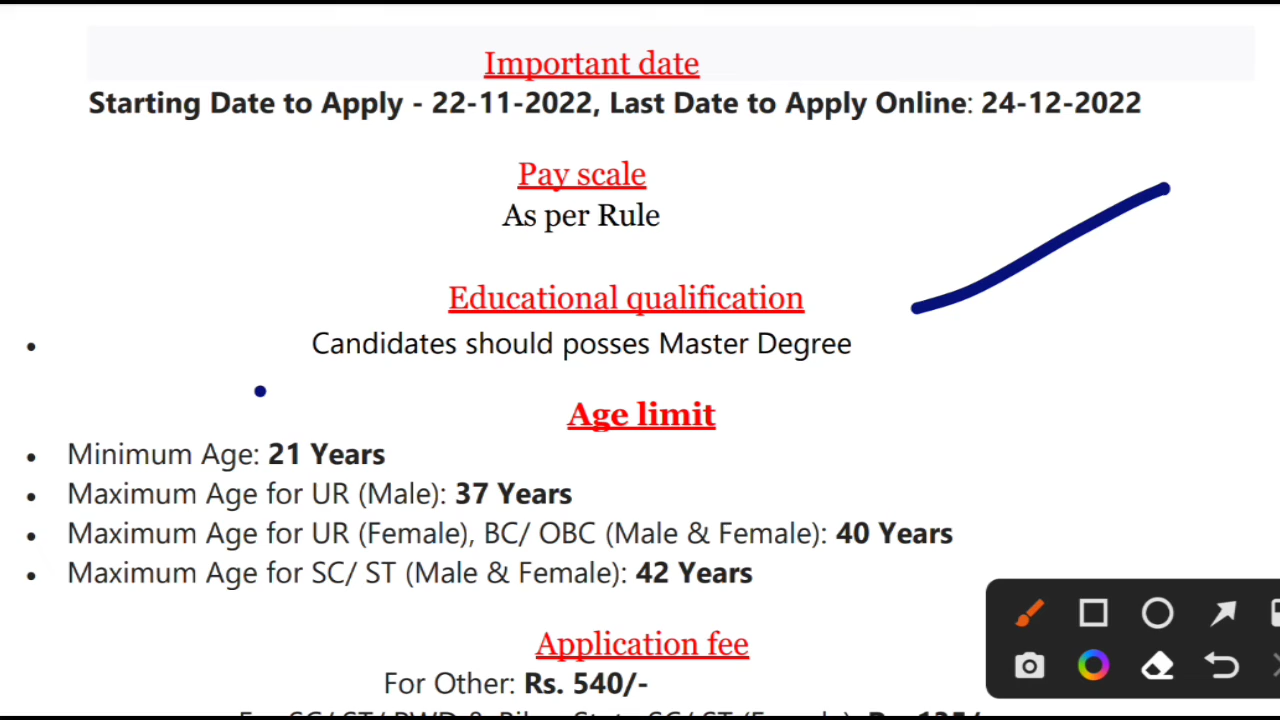 Important date
Starting Date to Apply - 22-11-2022, Last Date to Apply Online: 24-12-2022
Pay scale
As per Rule
Educational qualification
• Candidates should posses Master Degree
Age limit
• Minimum Age: 21 Years
• Maximum Age for UR (Male): 37 Years
• Maximum Age for UR (Female), BC/ OBC (Male & Female): 40 Years
• Maximum Age for SC/ ST (Male & Female): 42 Years
Application fee
For Other: Rs. 540/-